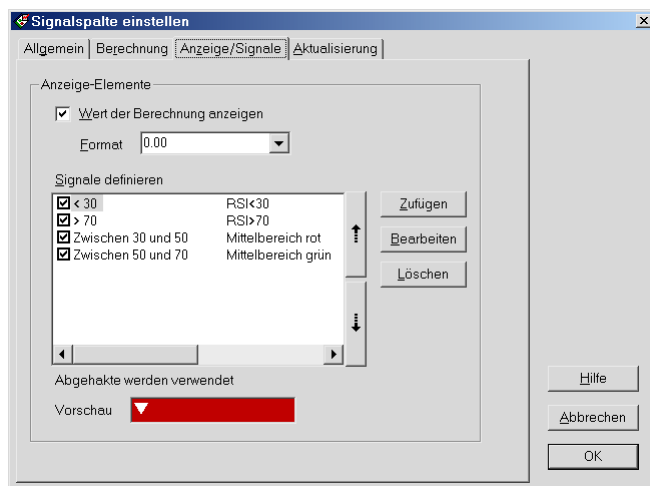 Signalspalte einstellen
Allgemein Berechnung Anzeige/Signale Aktualisierung
Anzeige-Elemente
Wert der Berechnung anzeigen
Format 0.00
Signale definieren
< 30 RSI<30
> 70 RSI>70
Zwischen 30 und 50 Mittelbereich rot
Zwischen 50 und 70 Mittelbereich grün
Zufügen
Bearbeiten
Löschen
Abgehakte werden verwendet
Vorschau
Hilfe
Abbrechen
OK